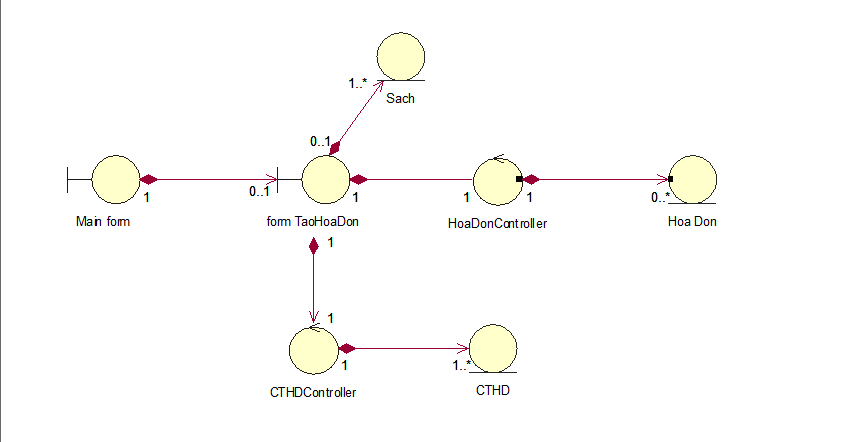 1..*
Sach
0..1
1
0..1
1
1
1
0..*
Main form
form TaoHoaDon
HoaDonController
Hoa Don
1
1
1
1..*
CTHDController
CTHD